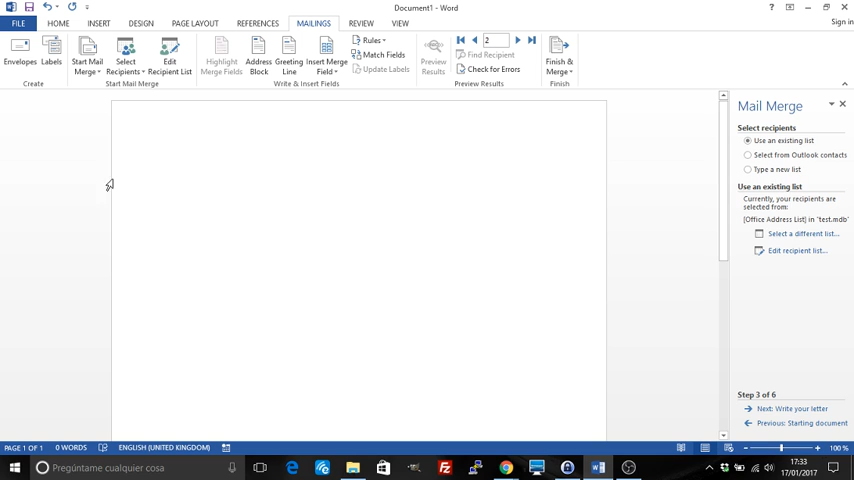 Document1 - Word
Sign in
FILE HOME INSERT DESIGN PAGE LAYOUT REFERENCES MAILINGS REVIEW VIEW
Envelopes Labels
Create
Start Mail Merge
Select Recipients
Edit Recipient List
Start Mail Merge
Highlight Merge Fields
Address Block
Greeting Line
Insert Merge Field
Rules
Match Fields
Update Labels
Write & Insert Fields
Preview Results
2
Find Recipient
Check for Errors
Preview Results
Finish & Merge
Finish
Mail Merge
Select recipients
Use an existing list
Select from Outlook contacts
Type a new list
Use an existing list
Currently, your recipients are
selected from:
[Office Address List] in "test.mdb"
Select a different list...
Edit recipient list...
Step 3 of 6
Next: Write your letter
Previous: Starting document
PAGE 1 OF 1 0 WORDS ENGLISH (UNITED KINGDOM) 100 %
Pregúntame cualquier cosa
17:33
17/01/2017